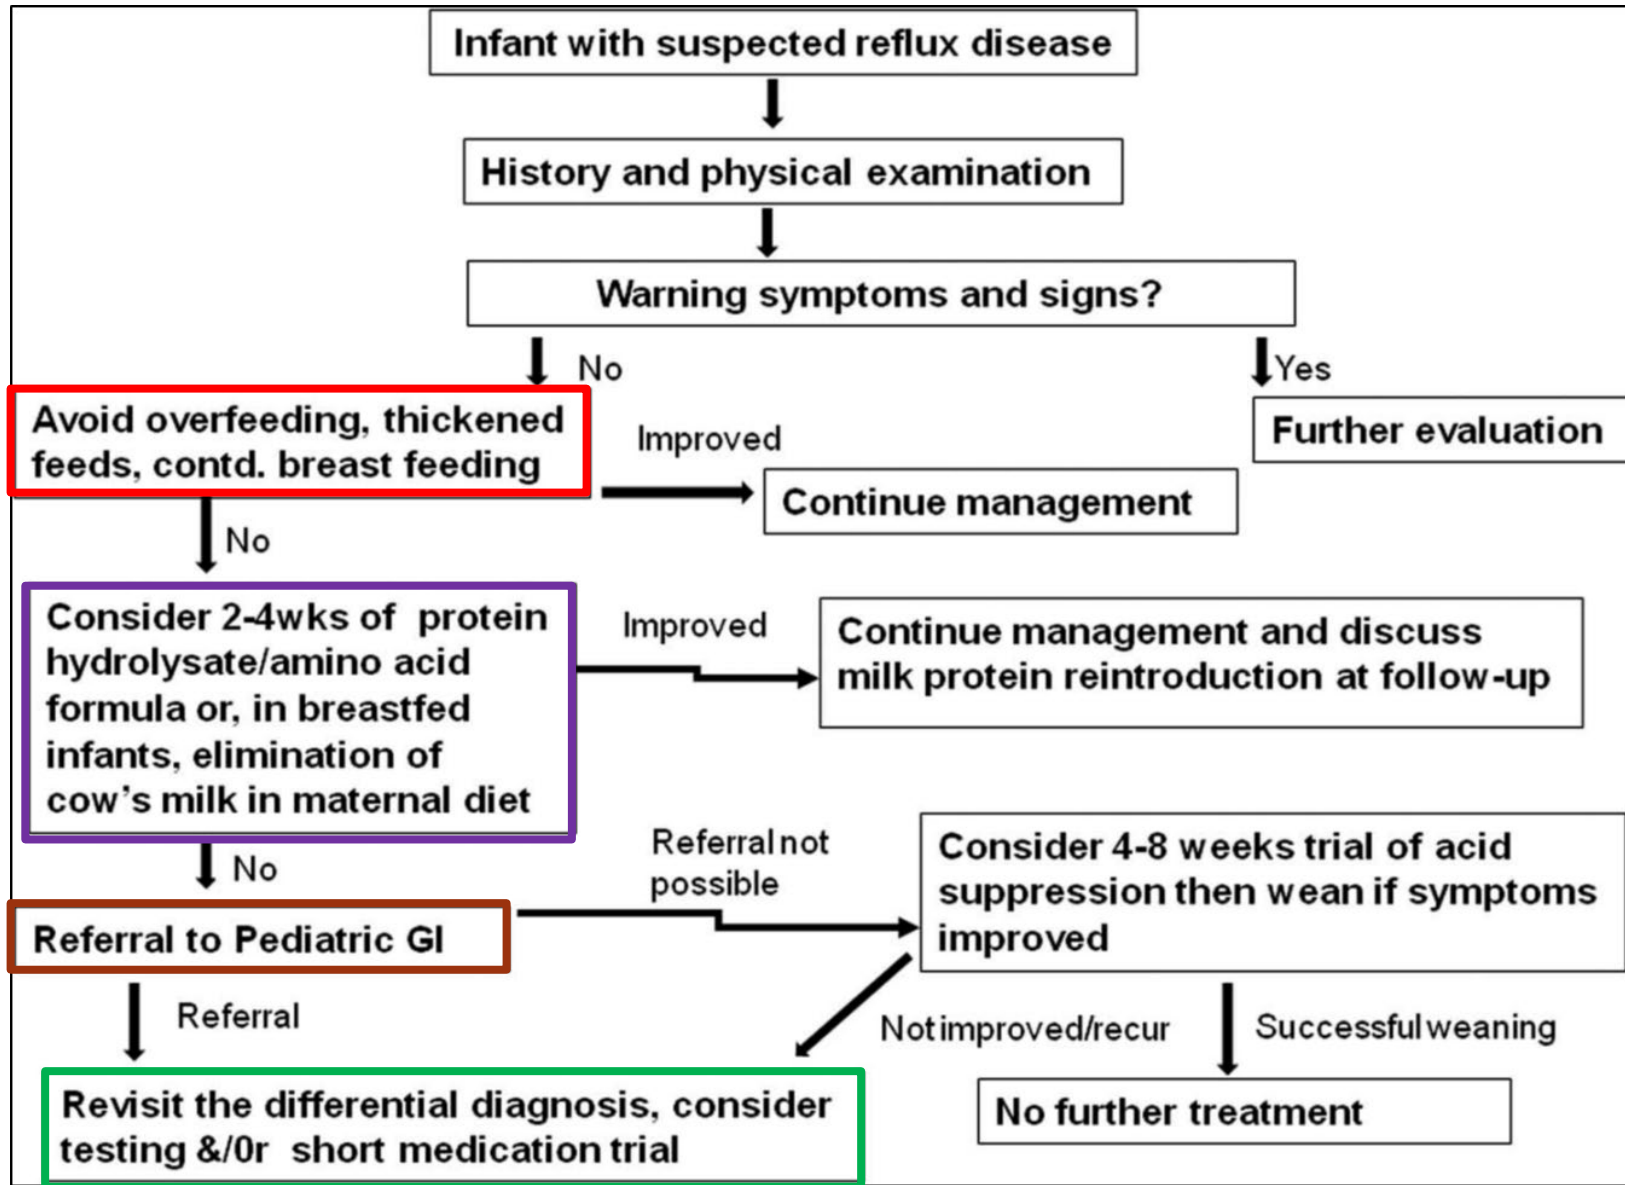 Infant with suspected reflux disease
History and physical examination
Warning symptoms and signs?
No
Yes
Avoid overfeeding, thickened
feeds, contd. breast feeding
Improved
Further evaluation
Continue management
No
Consider 2-4wks of protein
hydrolysate/amino acid
formula or, in breastfed
infants, elimination of
cow's milk in maternal diet
Improved
Continue management and discuss
milk protein reintroduction at follow-up
No
Referral not
possible
Consider 4-8 weeks trial of acid
suppression then wean if symptoms
improved
Referral to Pediatric GI
Referral
Not improved/recur
Successful weaning
Revisit the differential diagnosis, consider
testing &/0r short medication trial
No further treatment